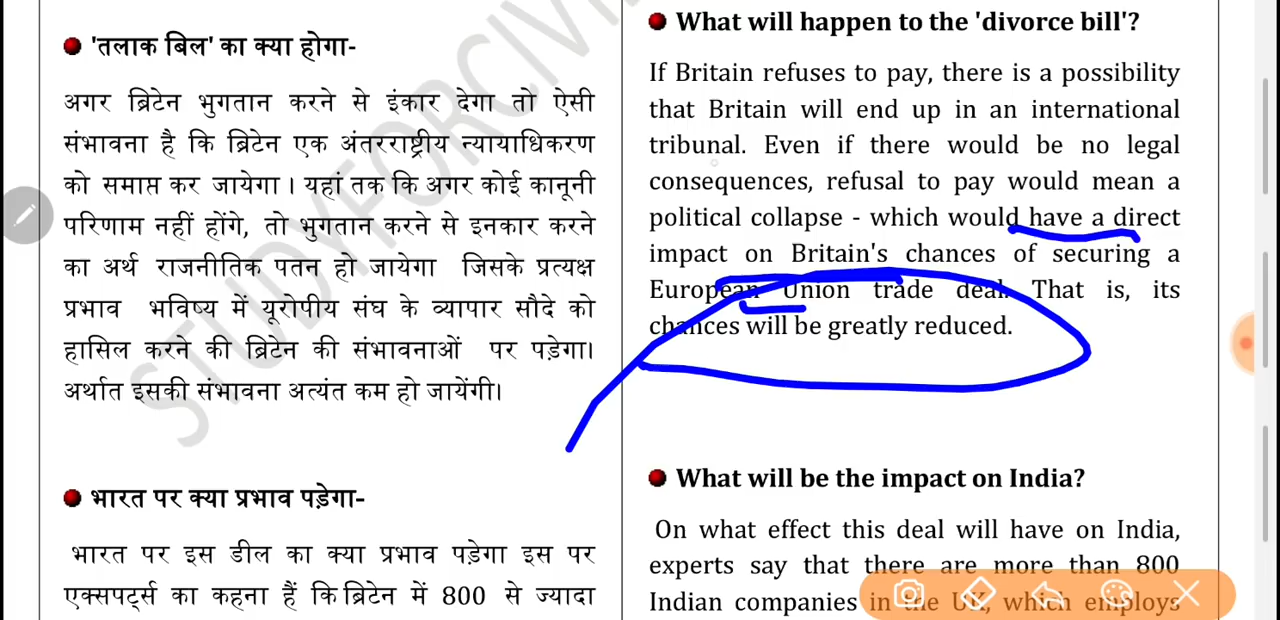 'तलाक बिल' का क्या होगा-
अगर ब्रिटेन भुगतान करने से इंकार देगा तो ऐसी
संभावना है कि ब्रिटेन एक अंतरराष्ट्रीय न्यायाधिकरण
को समाप्त कर जायेगा। यहां तक कि अगर कोई कानूनी
परिणाम नहीं होंगे, तो भुगतान करने से इनकार करने
का अर्थ राजनीतिक पतन हो जायेगा जिसके प्रत्यक्ष
प्रभाव भविष्य में यूरोपीय संघ के व्यापार सौदे को
हासिल करने की ब्रिटेन की संभावनाओं पर पड़ेगा।
अर्थात इसकी संभावना अत्यंत कम हो जायेंगी।
भारत पर क्या प्रभाव पड़ेगा-
भारत पर इस डील का क्या प्रभाव पड़ेगा इस पर
एक्सपर्ट्स का कहना हैं कि ब्रिटेन में 800 से ज्यादा
What will happen to the 'divorce bill'?
If Britain refuses to pay, there is a possibility
that Britain will end up in an international
tribunal. Even if there would be no legal
consequences, refusal to pay would mean a
political collapse - which would have a direct
impact on Britain's chances of securing a
European Union trade deal. That is, its
chances will be greatly reduced.
What will be the impact on India?
On what effect this deal will have on India,
experts say that there are more than 800
Indian companies in the UK, which employs
STUDYFORCIVI